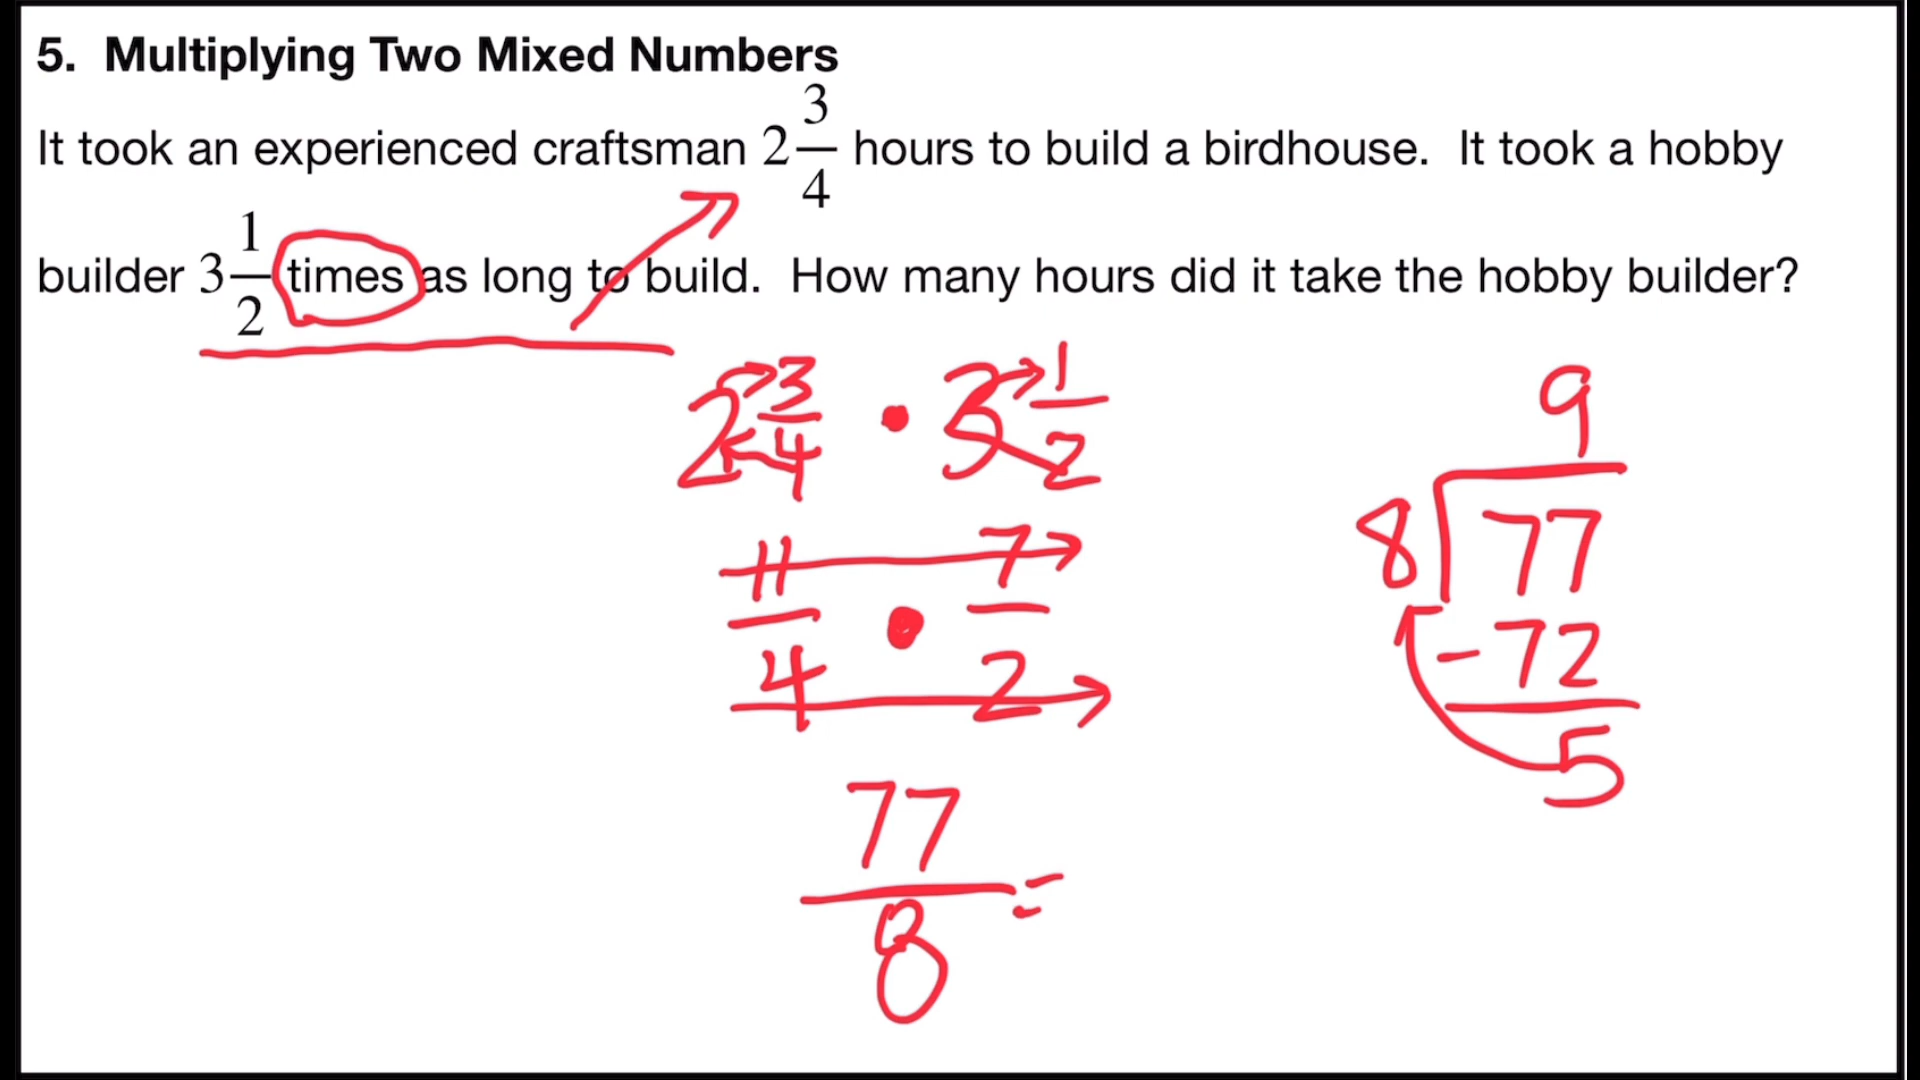 5. Multiplying Two Mixed Numbers
It took an experienced craftsman 2 3/4 hours to build a birdhouse. It took a hobby
builder 3 1/2 times as long to build. How many hours did it take the hobby builder?
2 3/4 • 3 1/2
11/4 • 7/2
77/8 =
9
8 77
-72
5